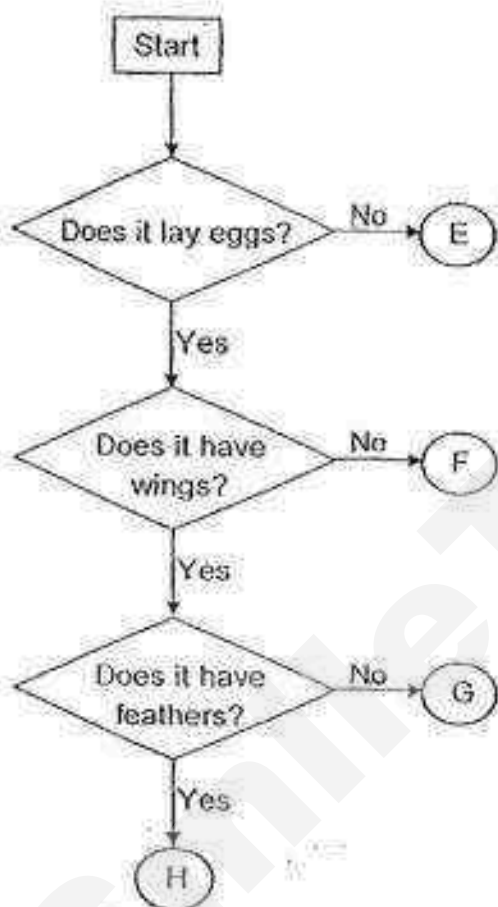 Start
Does it lay eggs?
No
E
Yes
Does it have
wings?
No
F
Yes
Does it have
feathers?
No
G
Yes
H